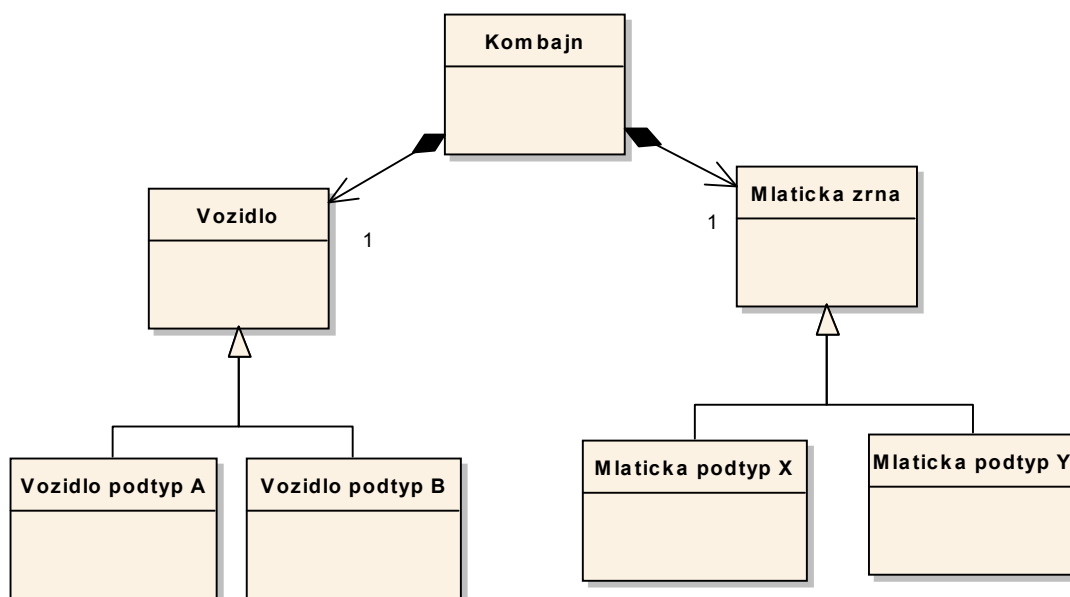 Kombajn
Mlaticka zrna
Vozidlo
1
1
Mlaticka podtyp X
Mlaticka podtyp Y
Vozidlo podtyp A
Vozidlo podtyp B